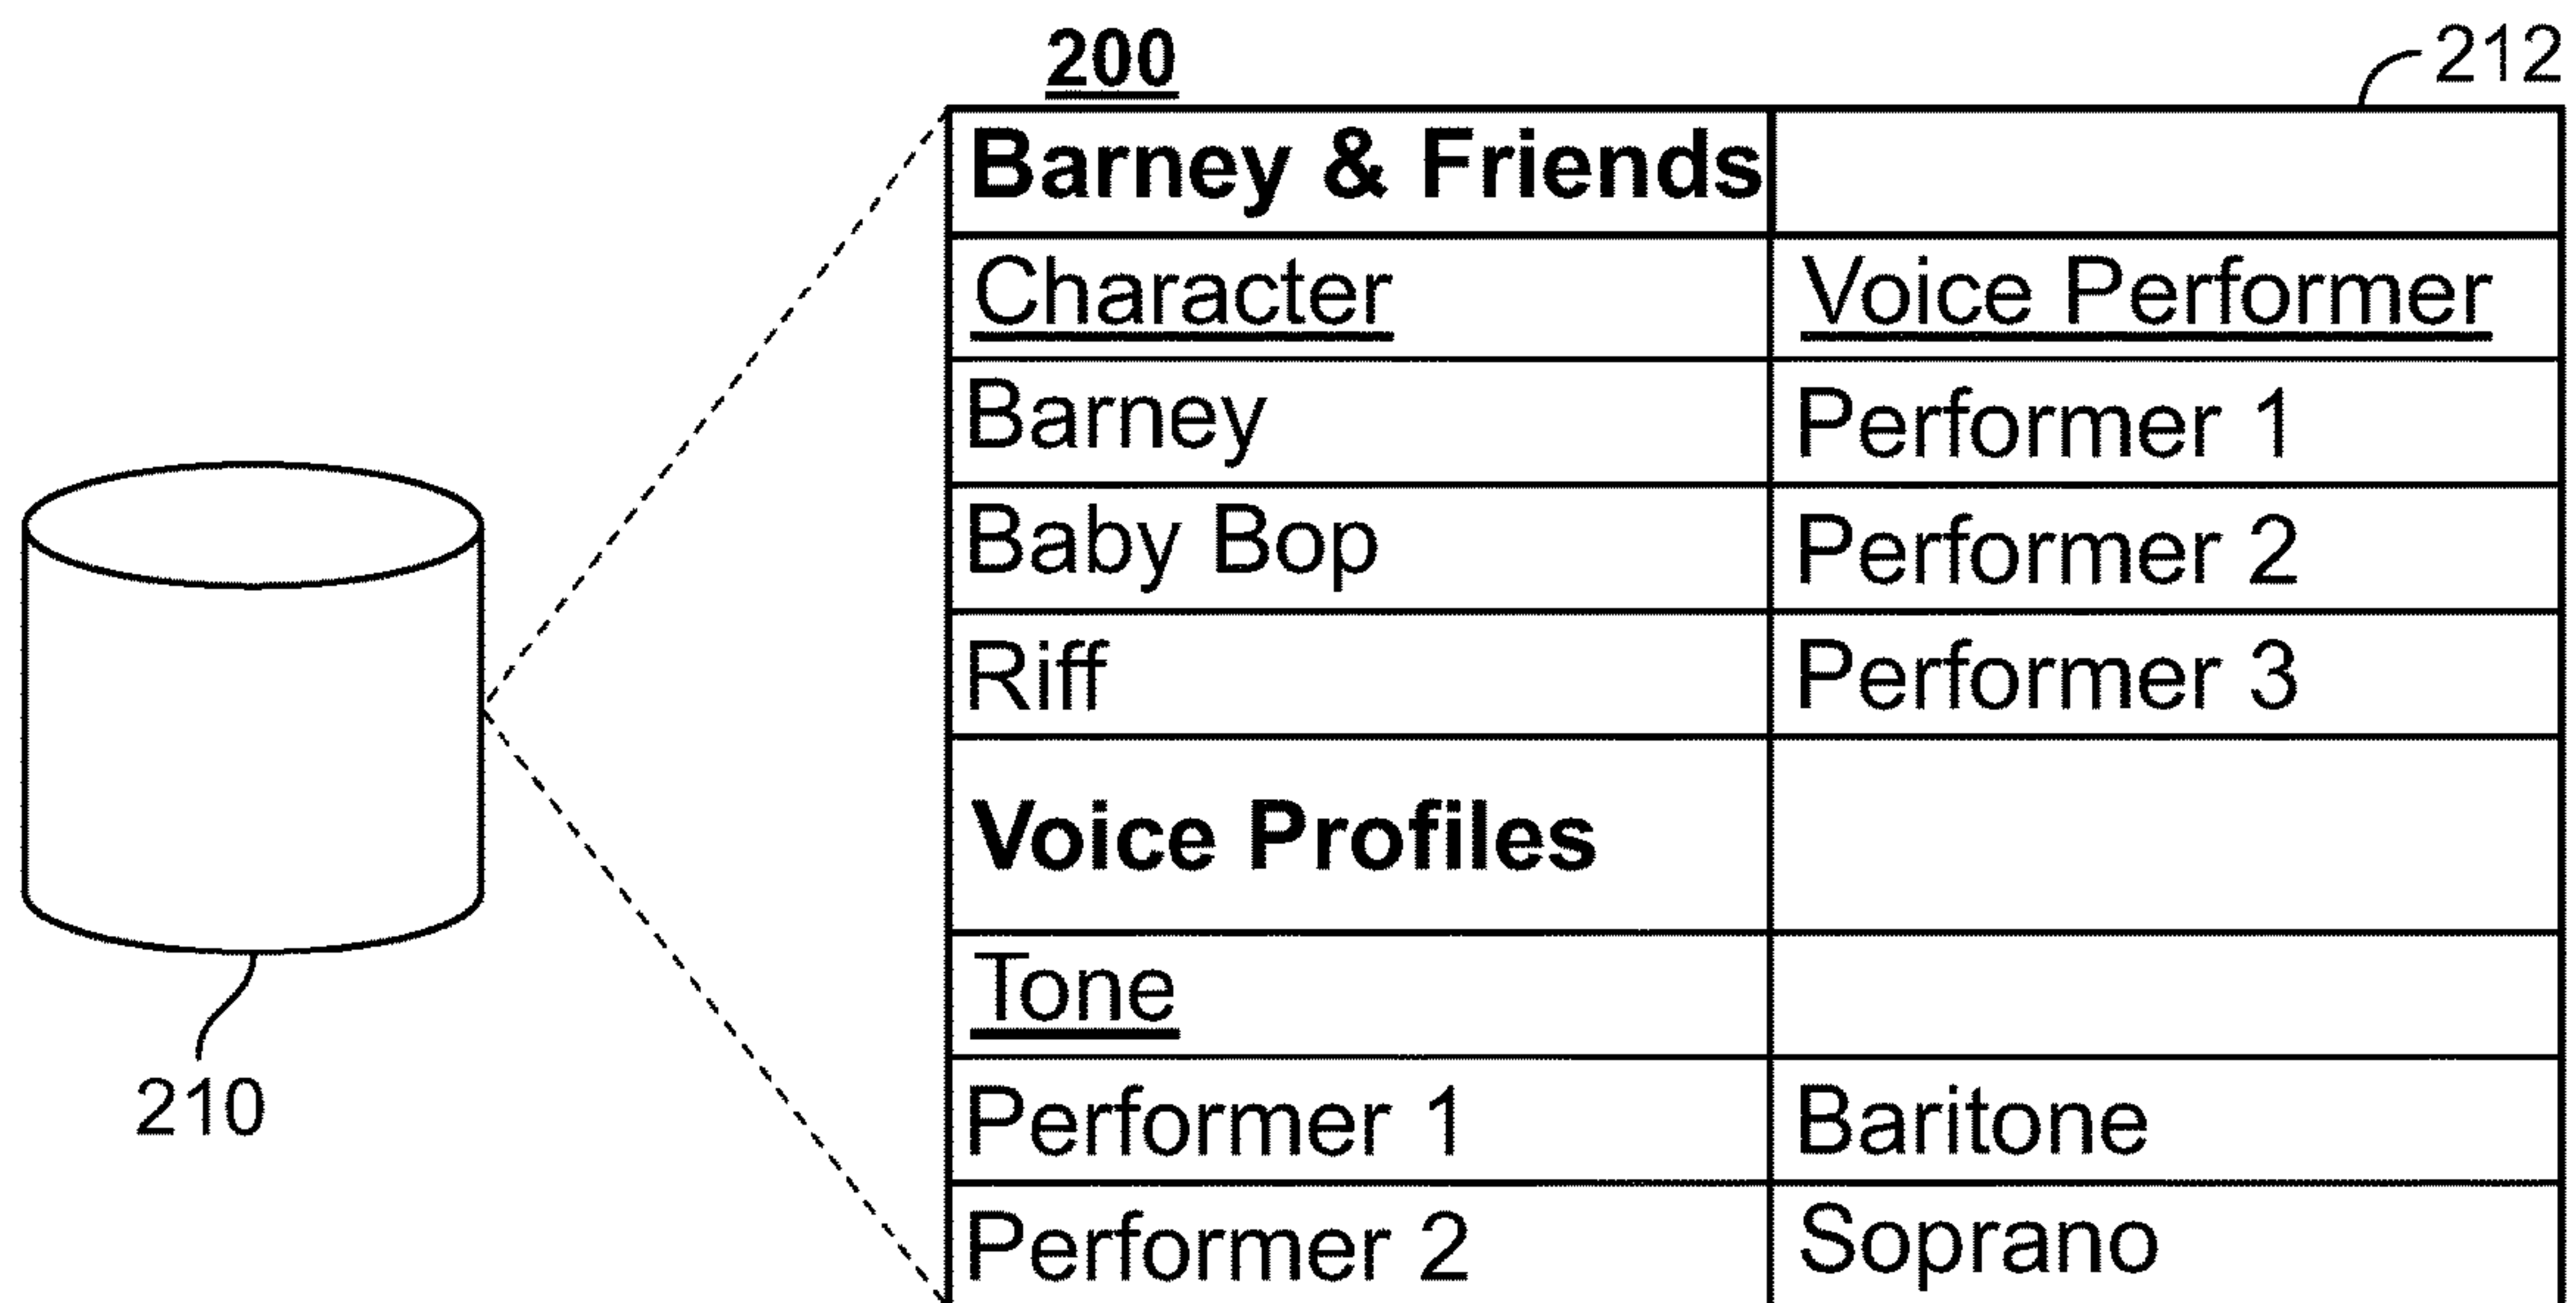 200
212
Barney & Friends
Character Voice Performer
Barney Performer 1
Baby Bop Performer 2
Riff Performer 3
Voice Profiles
Tone
Performer 1 Baritone
Performer 2 Soprano
210